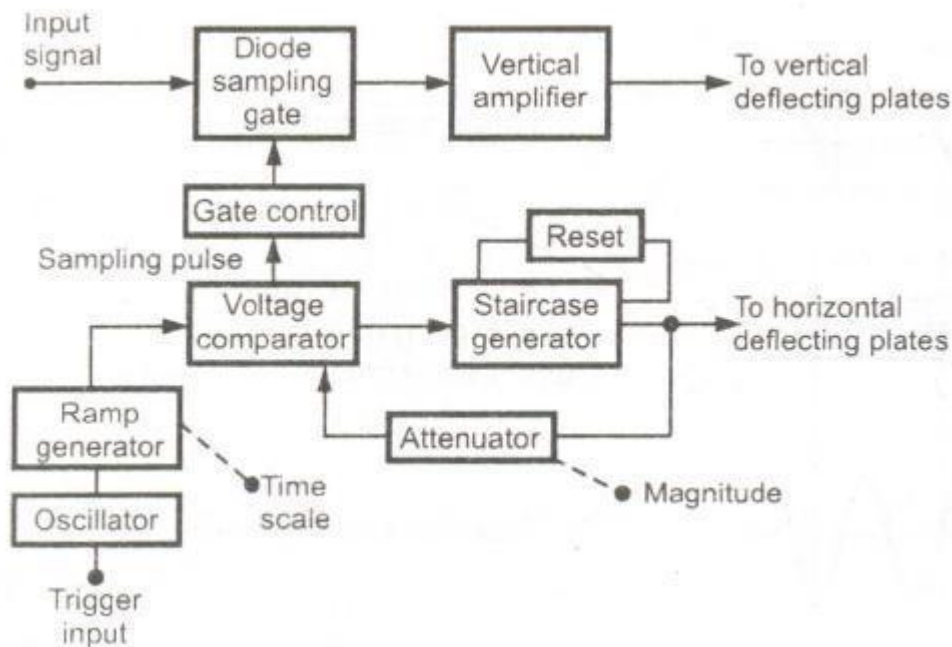 Input
signal
Diode
sampling
gate
Vertical
amplifier
To vertical
deflecting plates
Gate control
Sampling pulse
Reset
Voltage
comparator
Staircase
generator
To horizontal
deflecting plates
Ramp
generator
Attenuator
Time
scale
Magnitude
Oscillator
Trigger
input